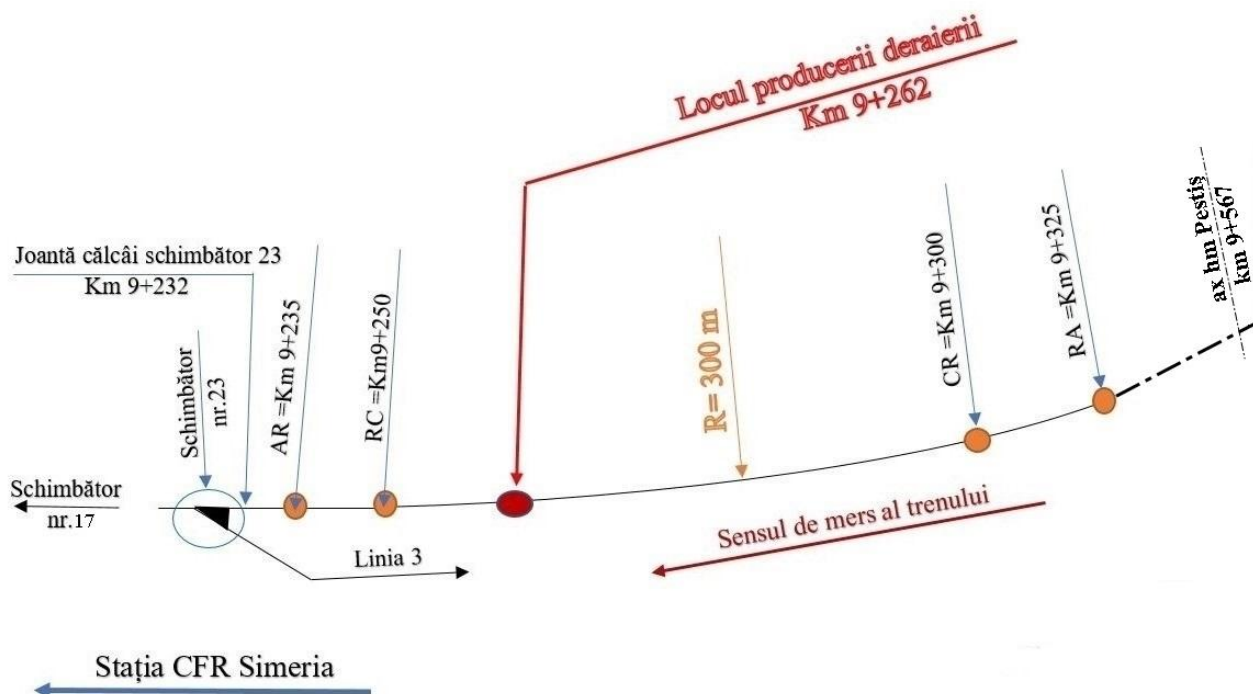 Locul producerii deraierii
Km 9+262
Joantă călcâi schimbător 23
Km 9+232
Schimbător
nr.23
AR =Km 9+235
RC =Km9+250
R= 300 m
CR =Km 9+300
RA =Km 9+325
ax hm Pestiș
km 9+567
Schimbător
nr.17
Linia 3
Sensul de mers al trenului
Stația CFR Simeria